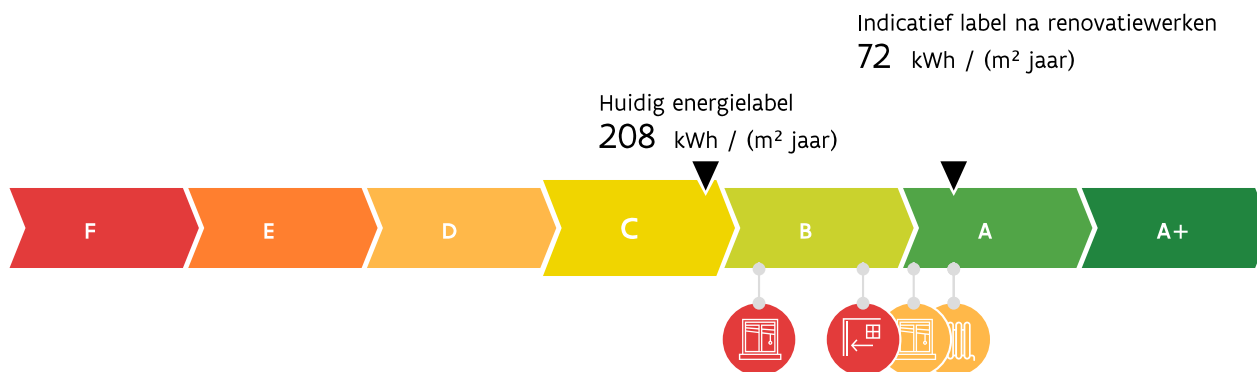 Indicatief label na renovatiewerken
72 kWh / (m² jaar)
Huidig energielabel
208 kWh / (m² jaar)
F E D C B A A+